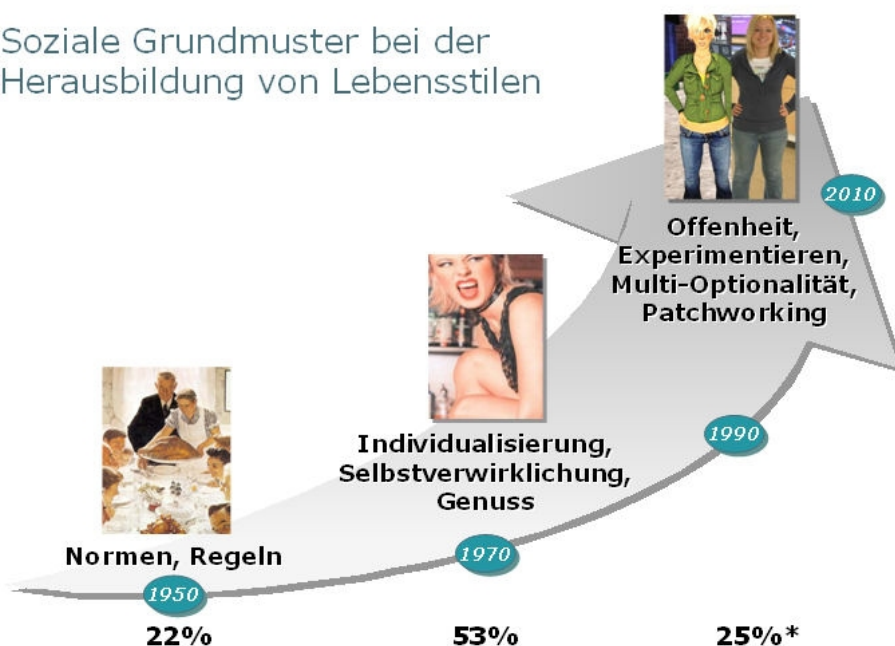 Soziale Grundmuster bei der
Herausbildung von Lebensstilen
2010
Offenheit,
Experimentieren,
Multi-Optionalität,
Patchworking
1990
Individualisierung,
Selbstverwirklichung,
Genuss
1970
Normen, Regeln
1950
22%
53%
25%*